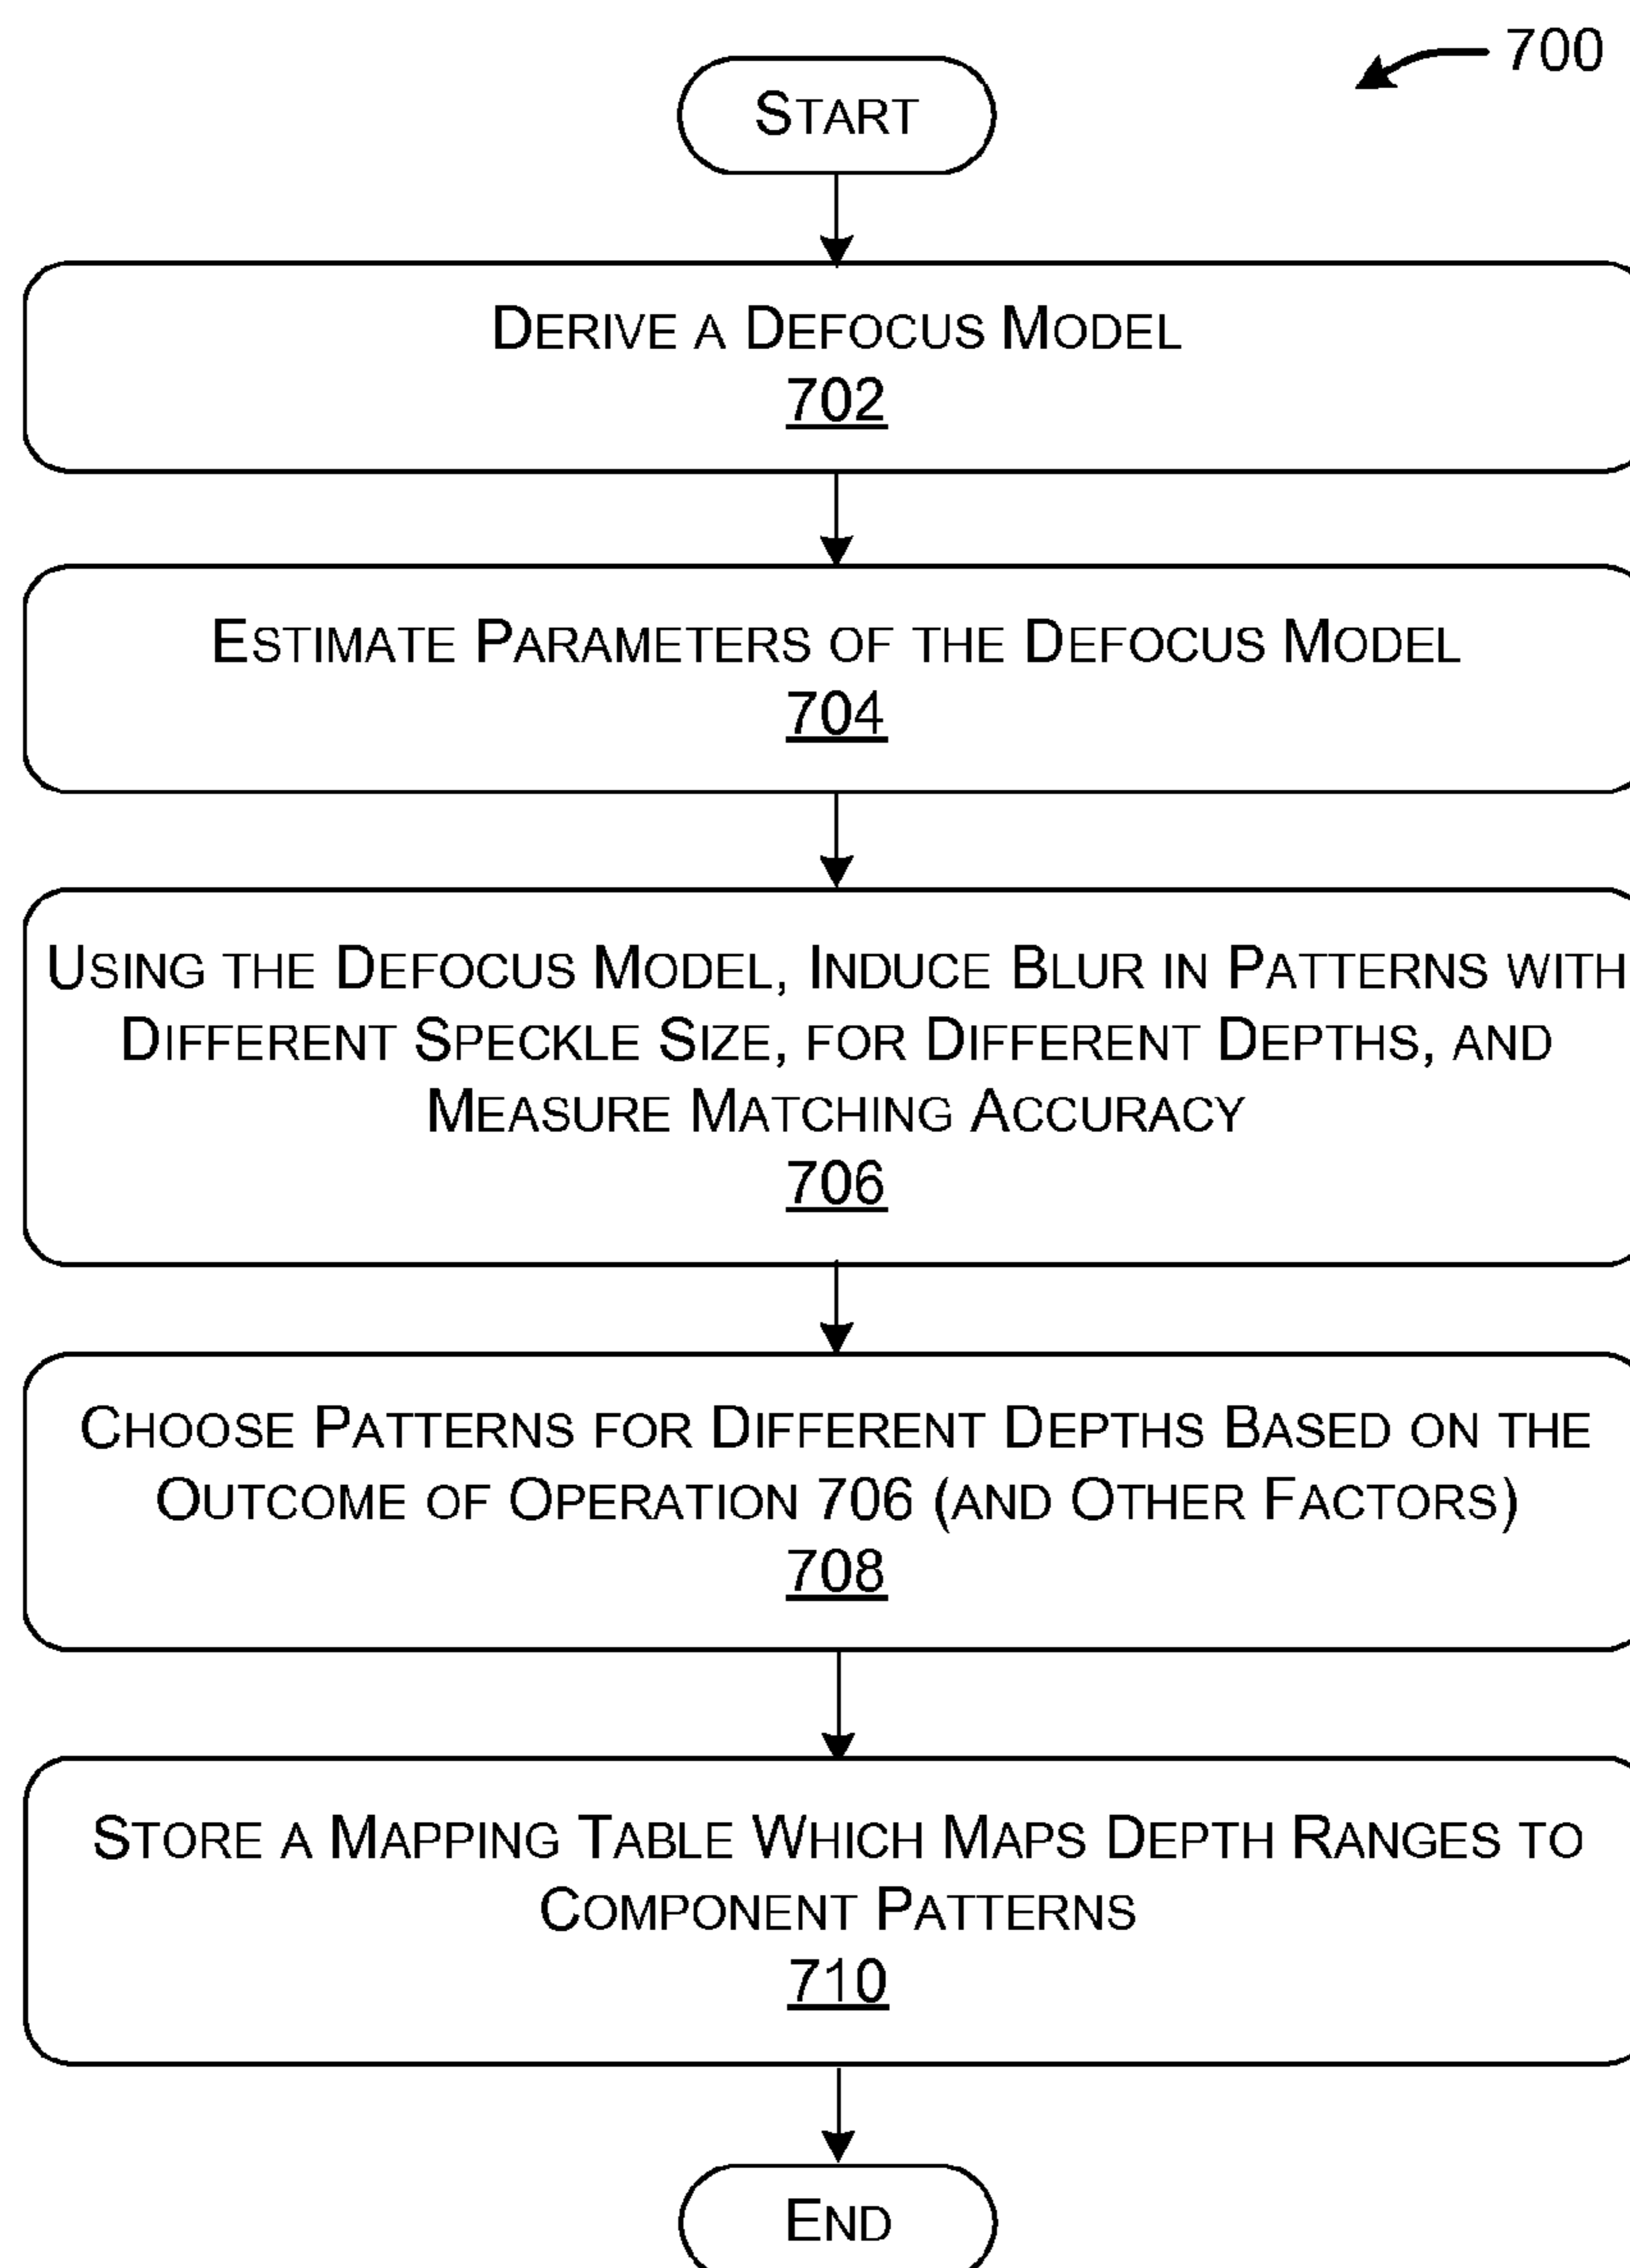 700
START
DERIVE A DEFOCUS MODEL
702
ESTIMATE PARAMETERS OF THE DEFOCUS MODEL
704
USING THE DEFOCUS MODEL, INDUCE BLUR IN PATTERNS WITH
DIFFERENT SPECKLE SIZE, FOR DIFFERENT DEPTHS, AND
MEASURE MATCHING ACCURACY
706
CHOOSE PATTERNS FOR DIFFERENT DEPTHS BASED ON THE
OUTCOME OF OPERATION 706 (AND OTHER FACTORS)
708
STORE A MAPPING TABLE WHICH MAPS DEPTH RANGES TO
COMPONENT PATTERNS
710
END